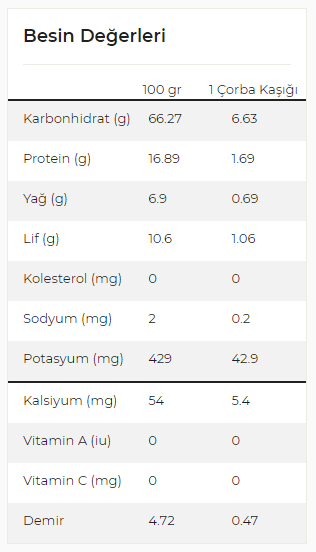 Besin Değerleri
100 gr 1 Çorba Kaşığı
Karbonhidrat (g) 66.27 6.63
Protein (g) 16.89 1.69
Yağ (g) 6.9 0.69
Lif (g) 10.6 1.06
Kolesterol (mg) 0 0
Sodyum (mg) 2 0.2
Potasyum (mg) 429 42.9
Kalsiyum (mg) 54 5.4
Vitamin A (iu) 0 0
Vitamin C (mg) 0 0
Demir 4.72 0.47